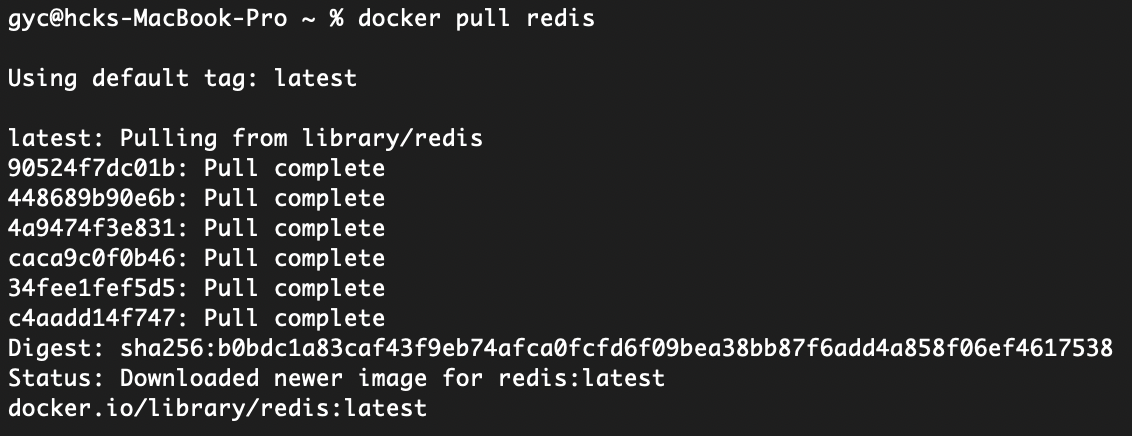 gyc@hcks-MacBook-Pro ~ % docker pull redis
Using default tag: latest
latest: Pulling from library/redis
90524f7dc01b: Pull complete
448689b90e6b: Pull complete
4a9474f3e831: Pull complete
caca9c0f0b46: Pull complete
34fee1fef5d5: Pull complete
c4aadd14f747: Pull complete
Digest: sha256:b0bdc1a83caf43f9eb74afca0fcfd6f09bea38bb87f6add4a858f06ef4617538
Status: Downloaded newer image for redis:latest
docker.io/library/redis:latest